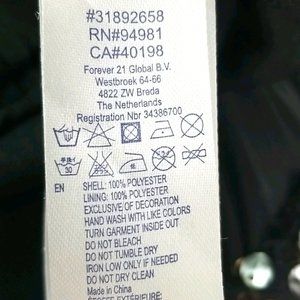 #31892658
RN#94981
CA#40198
Forever 21 Global B.V.
Westbroek 64-66
4822 ZW Breda
The Netherlands
Registration Nbr 34386700
30
EN
SHELL: 100% POLYESTER
LINING: 100% POLYESTER
EXCLUSIVE OF DECORATION
HAND WASH WITH LIKE COLORS
TURN GARMENT INSIDE OUT
DO NOT BLEACH
DO NOT TUMBLE DRY
IRON LOW ONLY IF NEEDED
DO NOT DRY CLEAN
Made in China